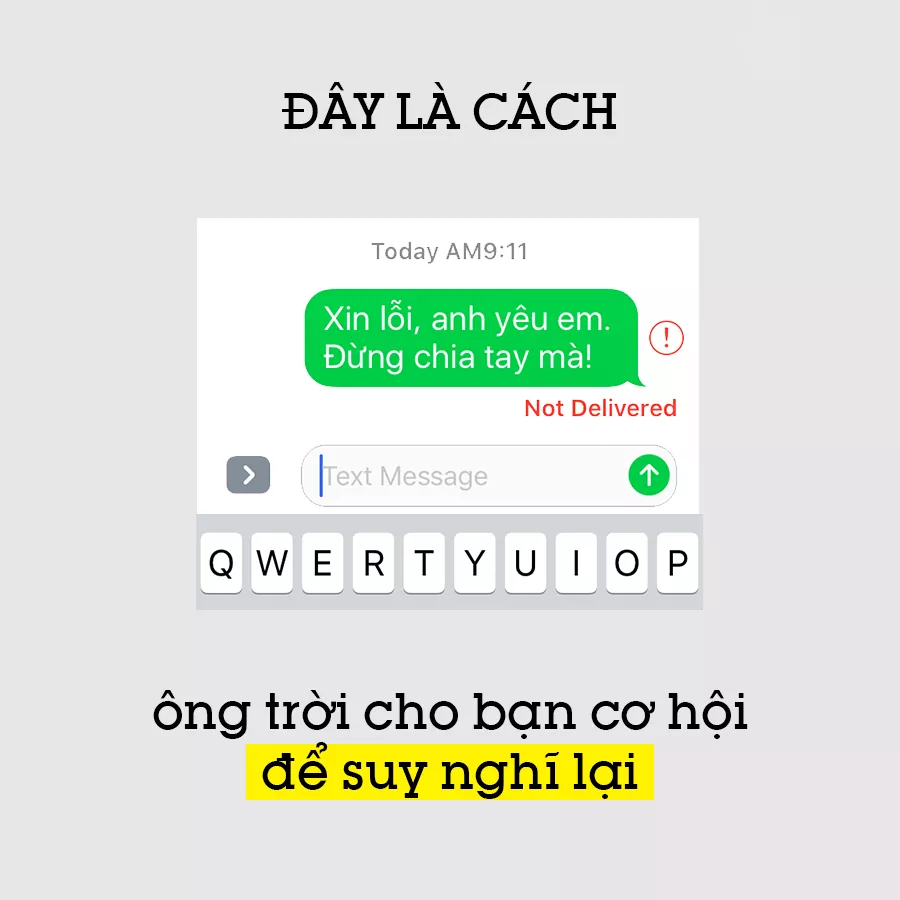 ĐÂY LÀ CÁCH
Today AM9:11
Xin lỗi, anh yêu em.
Đừng chia tay mà!
!
Not Delivered
Text Message
Q W E R T Y U I O P
ông trời cho bạn cơ hội
để suy nghĩ lại